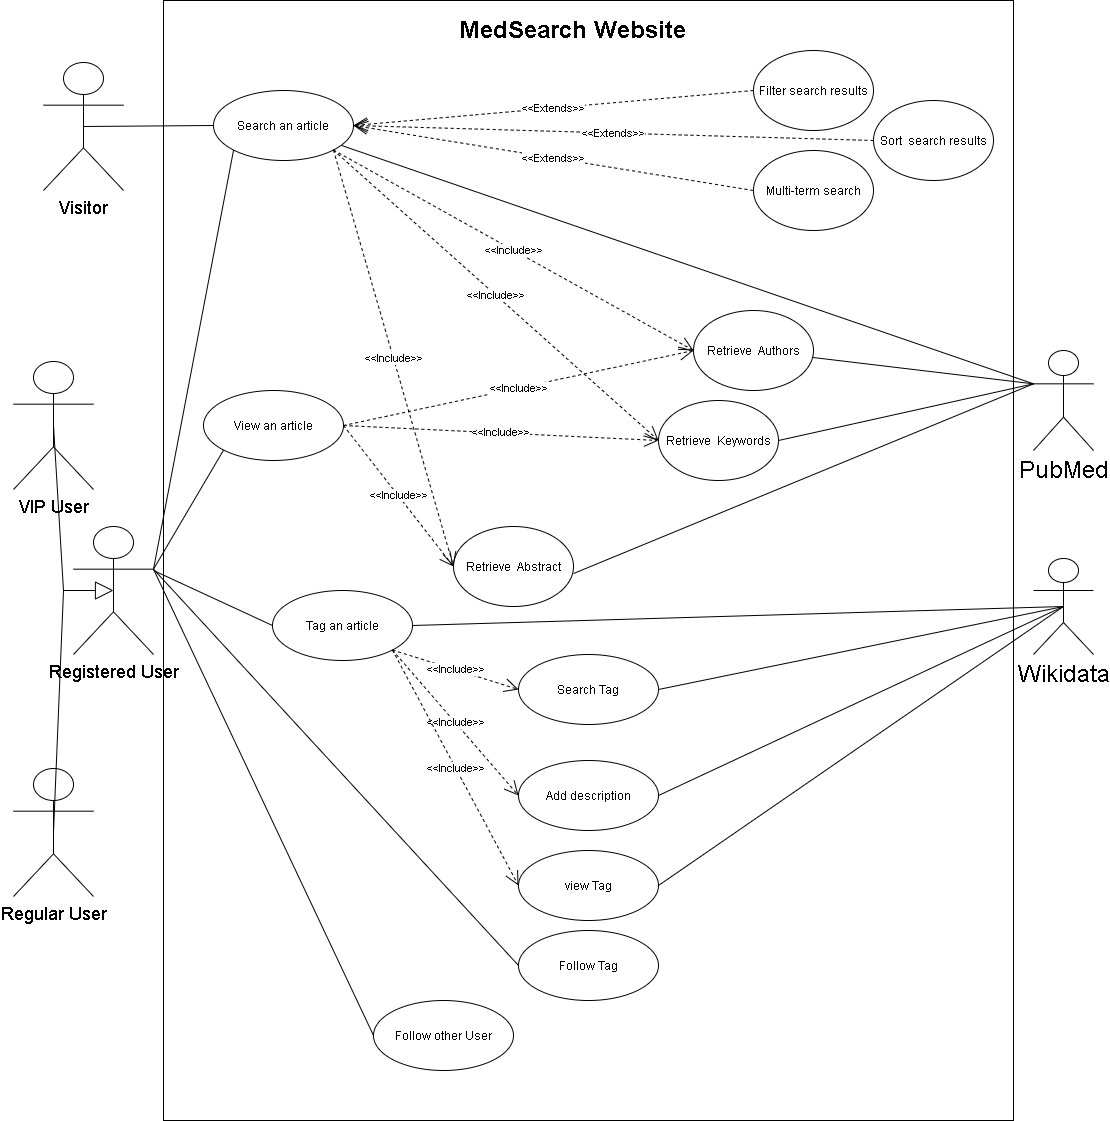 MedSearch Website
Filter search results
<<Extends>>
Search an article
<<Extends>>
Sort search results
<<Extends>>
Multi-term search
Visitor
<<Include>>
<<Include>>
Retrieve Authors
<<Include>>
<<Include>>
View an article
<<Include>>
Retrieve Keywords
PubMed
<<Include>>
VIP User
Retrieve Abstract
Tag an article
Registered User
<<Include>>
Wikidata
Search Tag
<<Include>>
<<Include>>
Add description
view Tag
Regular User
Follow Tag
Follow other User